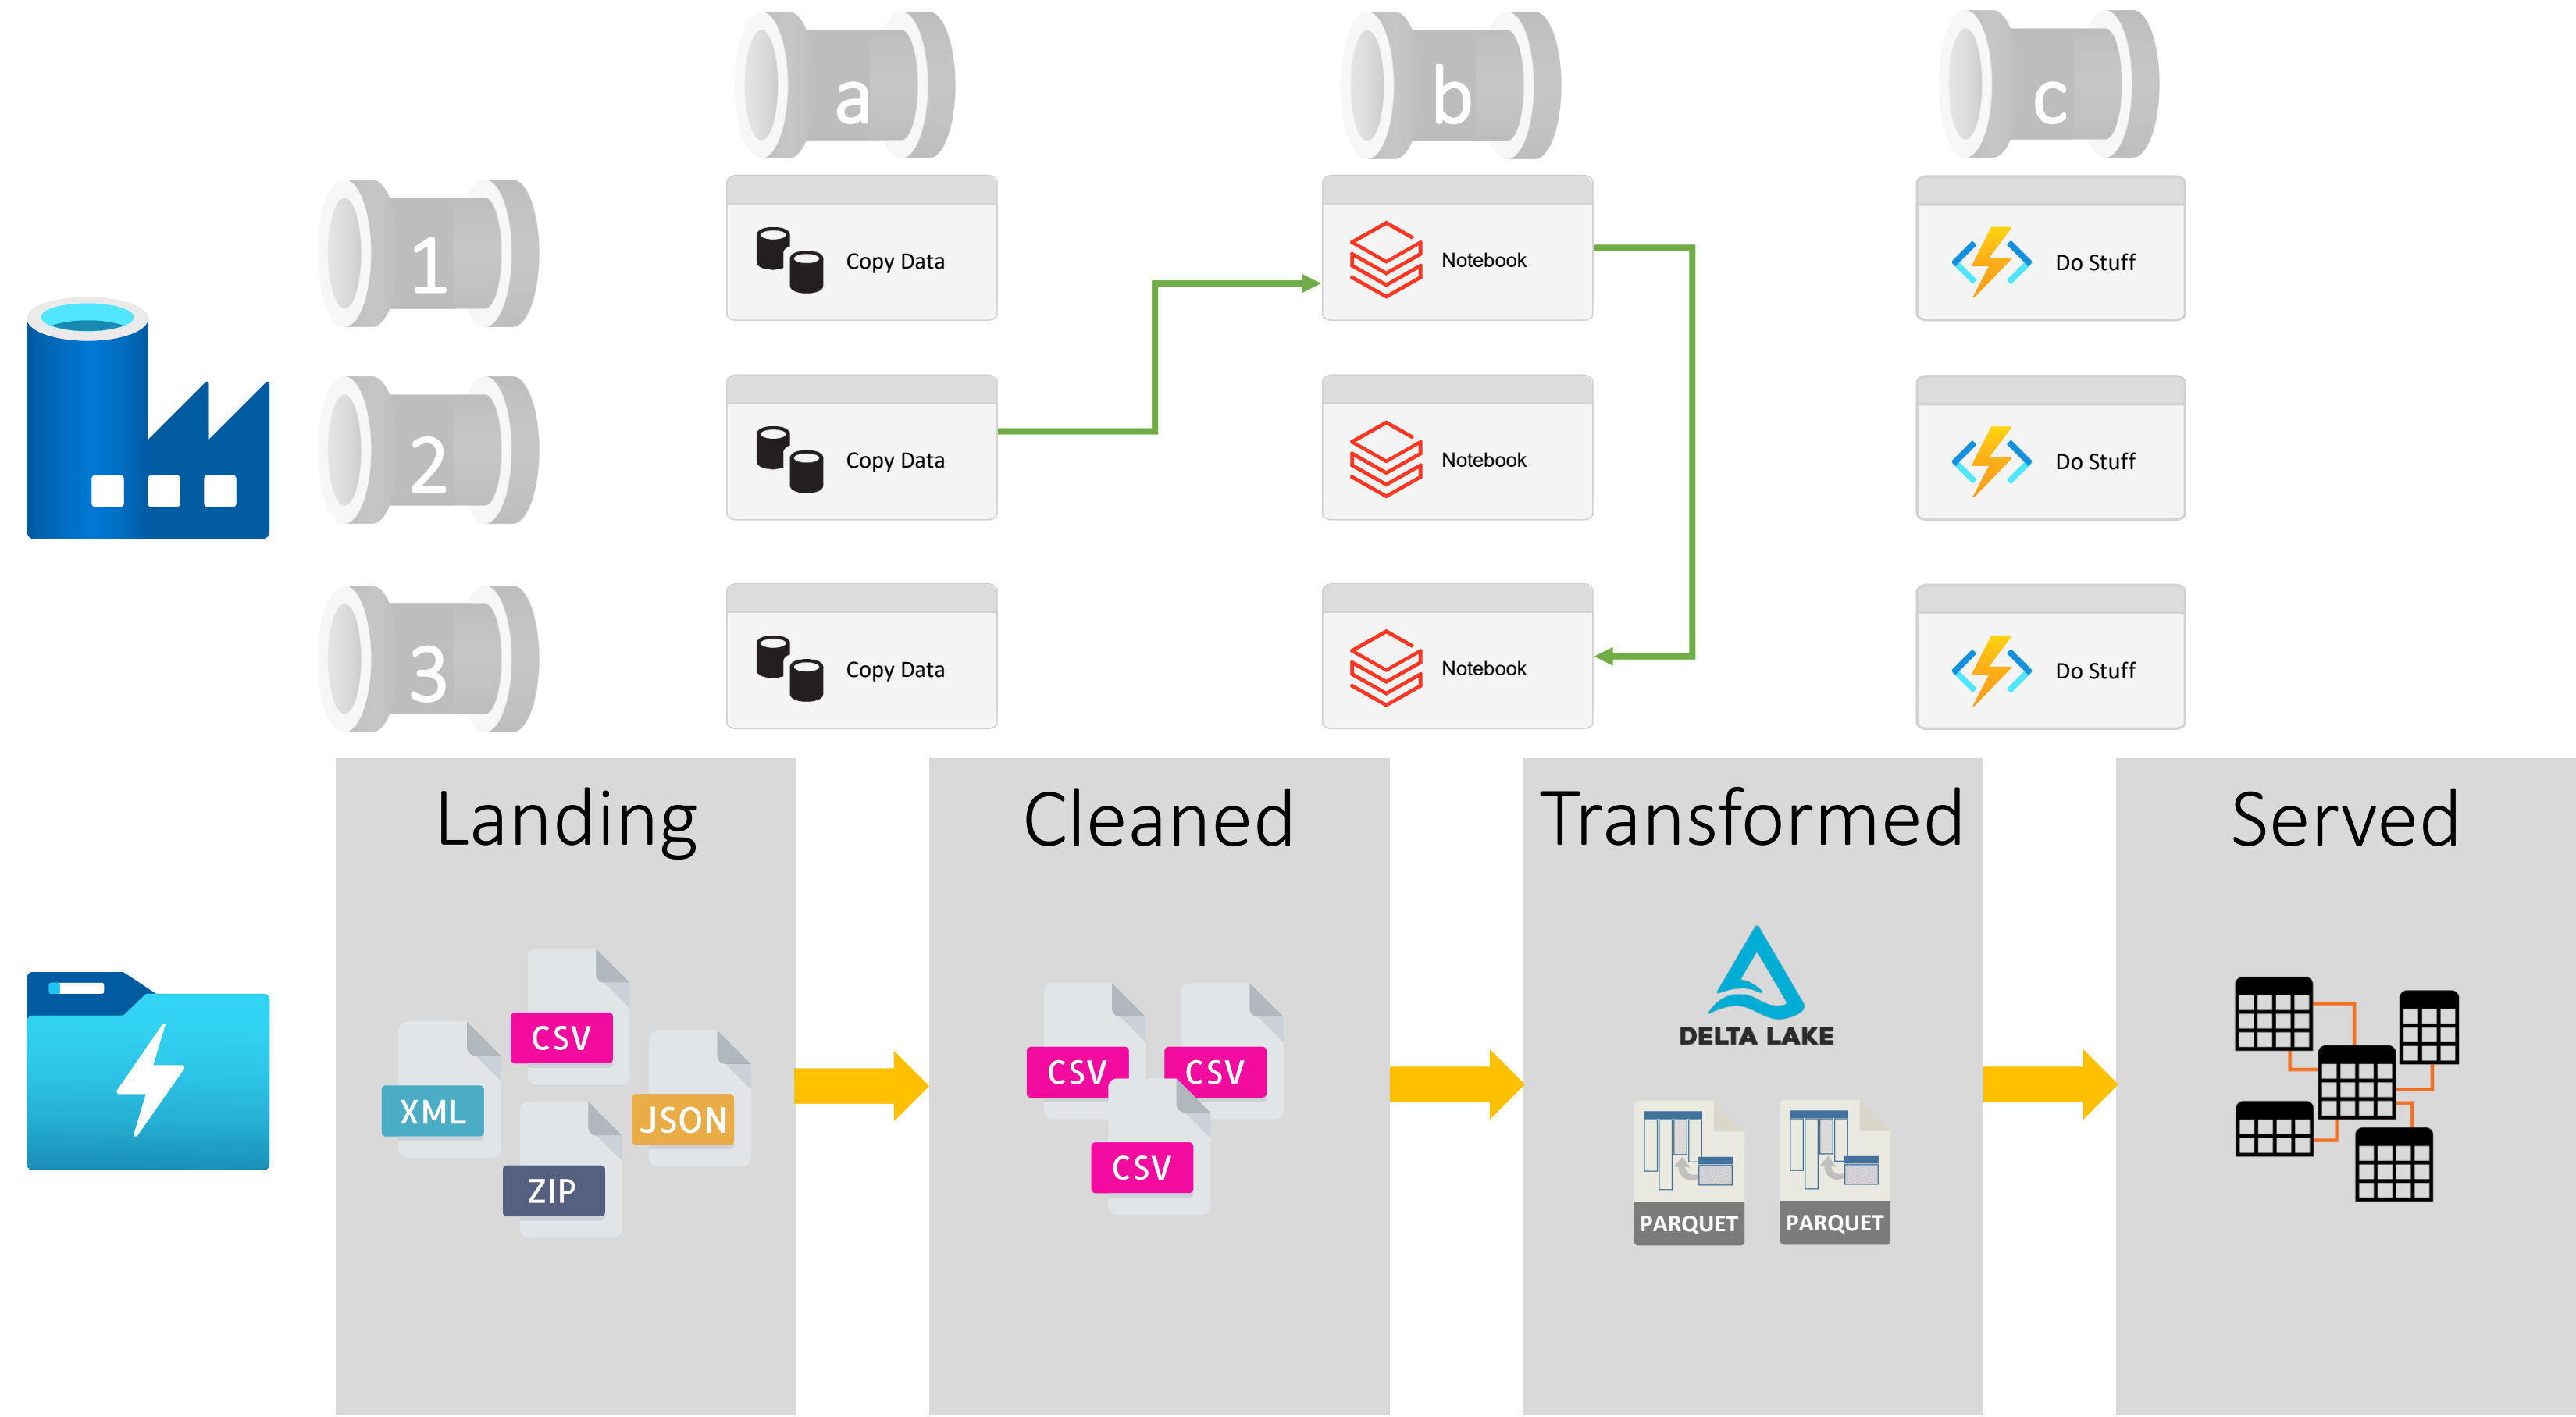 a
b
c
1
Copy Data
Notebook
Do Stuff
2
Copy Data
Notebook
Do Stuff
3
Copy Data
Notebook
Do Stuff
Landing
Cleaned
Transformed
Served
CSV
XML
JSON
ZIP
CSV
CSV
CSV
DELTA LAKE
PARQUET
PARQUET